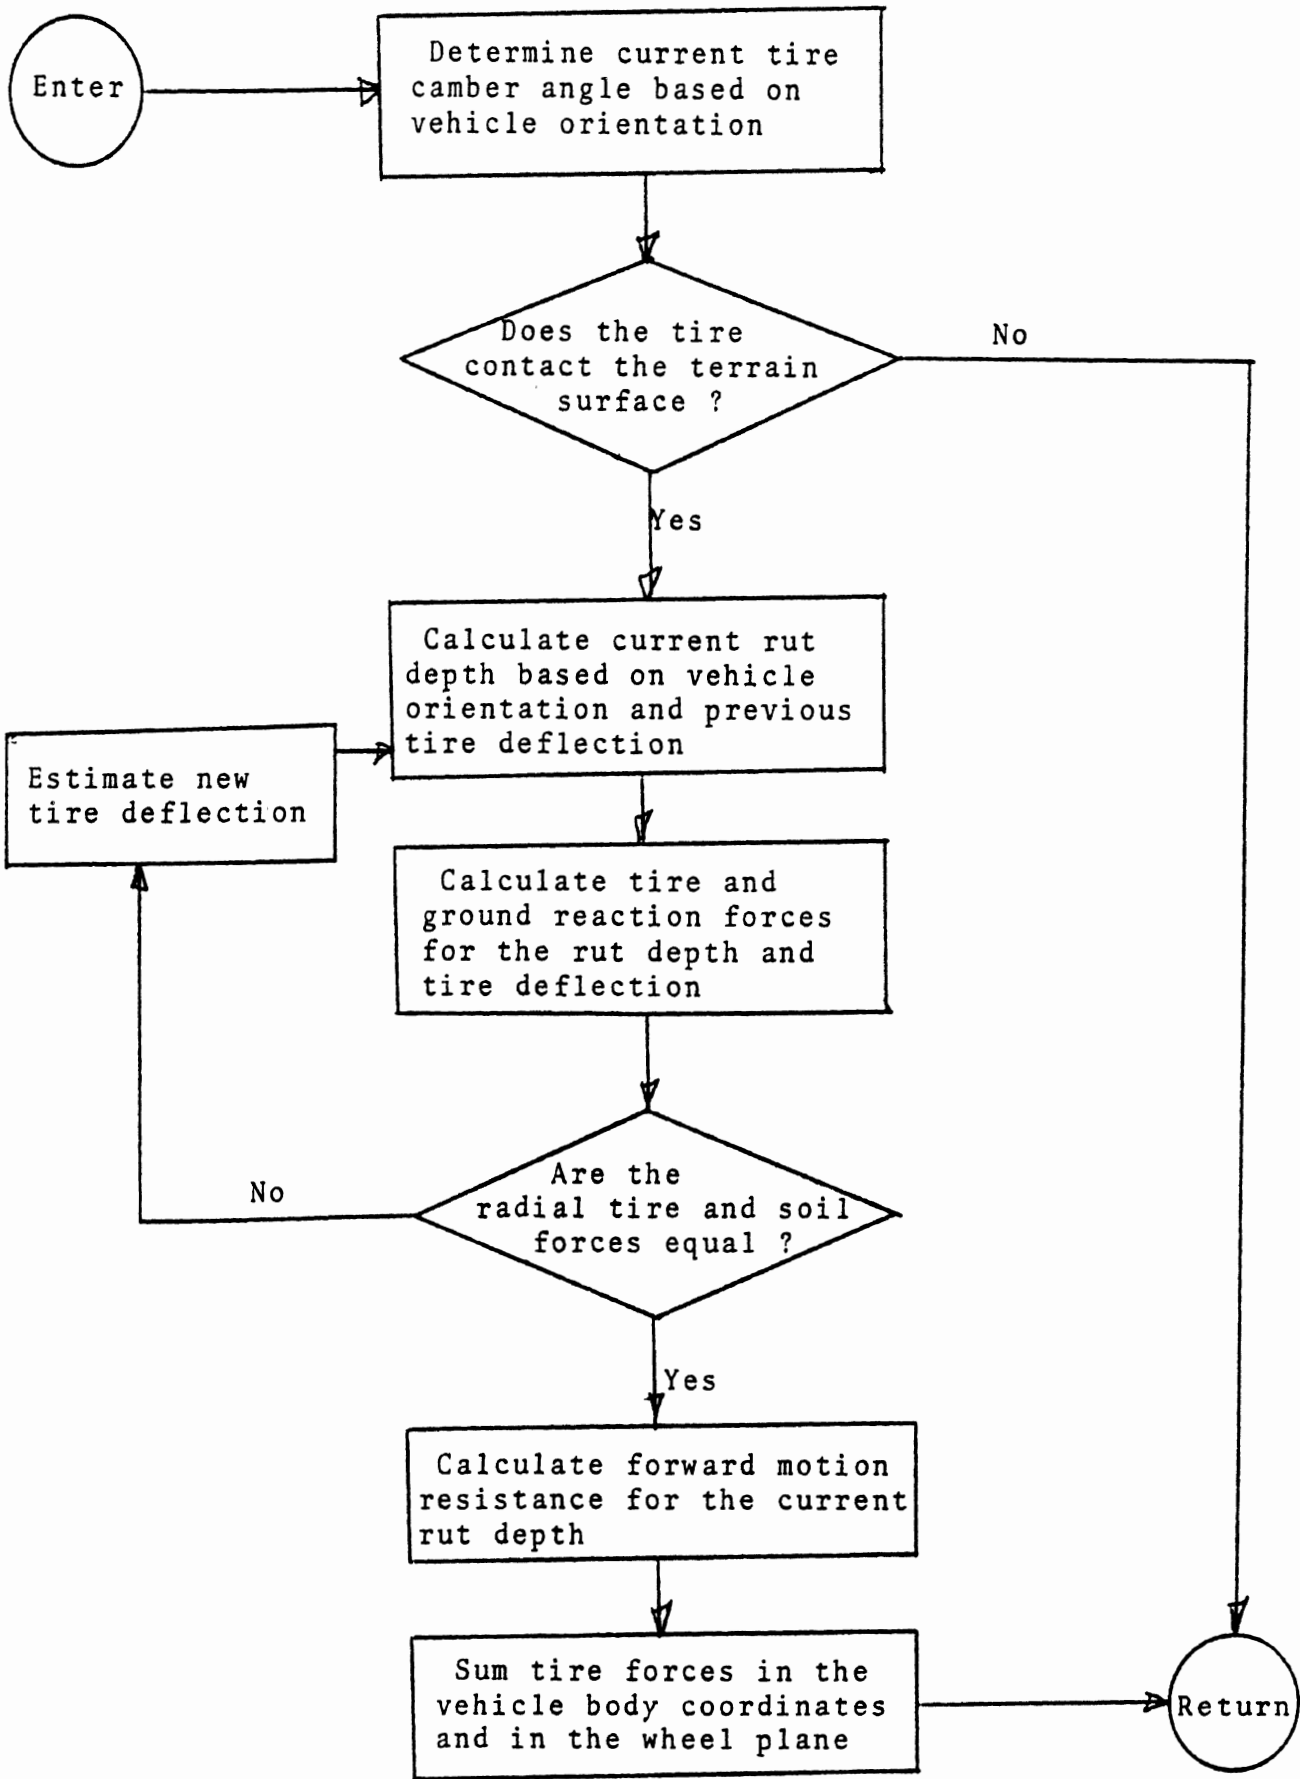 Enter
Determine current tire
camber angle based on
vehicle orientation
Does the tire
contact the terrain
surface ?
No
Yes
Calculate current rut
depth based on vehicle
orientation and previous
tire deflection
Estimate new
tire deflection
Calculate tire and
ground reaction forces
for the rut depth and
tire deflection
Are the
radial tire and soil
forces equal ?
No
Yes
Calculate forward motion
resistance for the current
rut depth
Sum tire forces in the
vehicle body coordinates
and in the wheel plane
Return